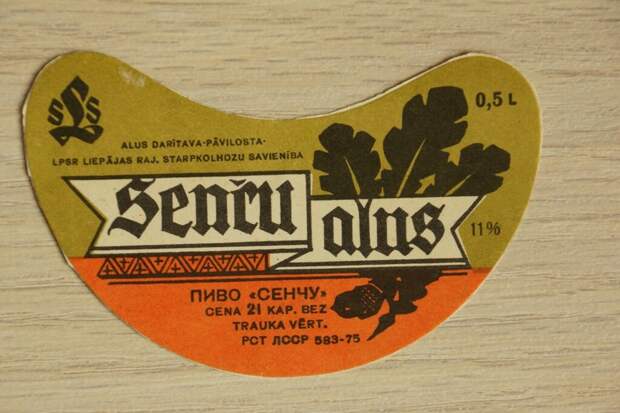 SLS
0,5 L
ALUS DARĪTAVA·PĀVILOSTA·
LPSR LIEPĀJAS RAJ. STARPKOLHOZU SAVIENĪBA
Senču alus
11%
ПИВО «СЕНЧУ»
CENA 21 KAP. BEZ
TRAUKA VĒRT.
РСТ ЛССР 583-75